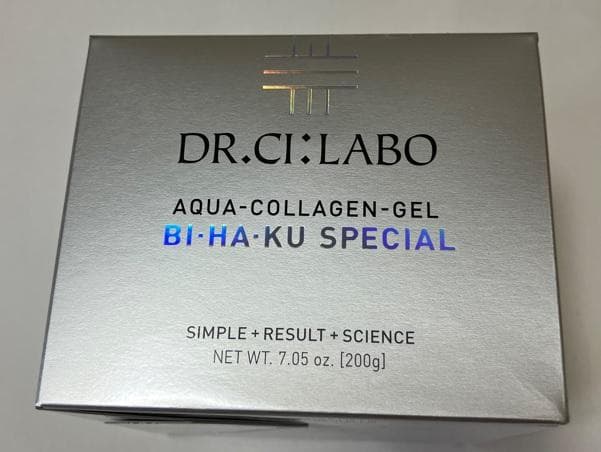 DR.CI:LABO
AQUA-COLLAGEN-GEL
BI·HA·KU SPECIAL
SIMPLE + RESULT + SCIENCE
NET WT. 7.05 oz. [200g]